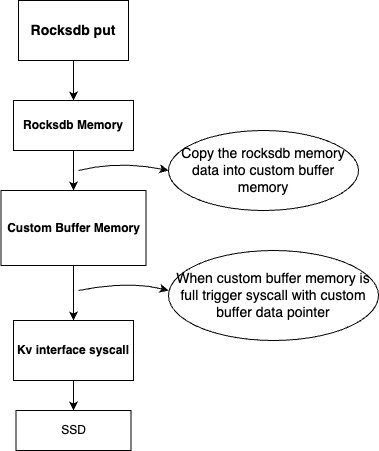 Rocksdb put
Rocksdb Memory
Copy the rocksdb memory
data into custom buffer
memory
Custom Buffer Memory
When custom buffer memory is
full trigger syscall with custom
buffer data pointer
Kv interface syscall
SSD